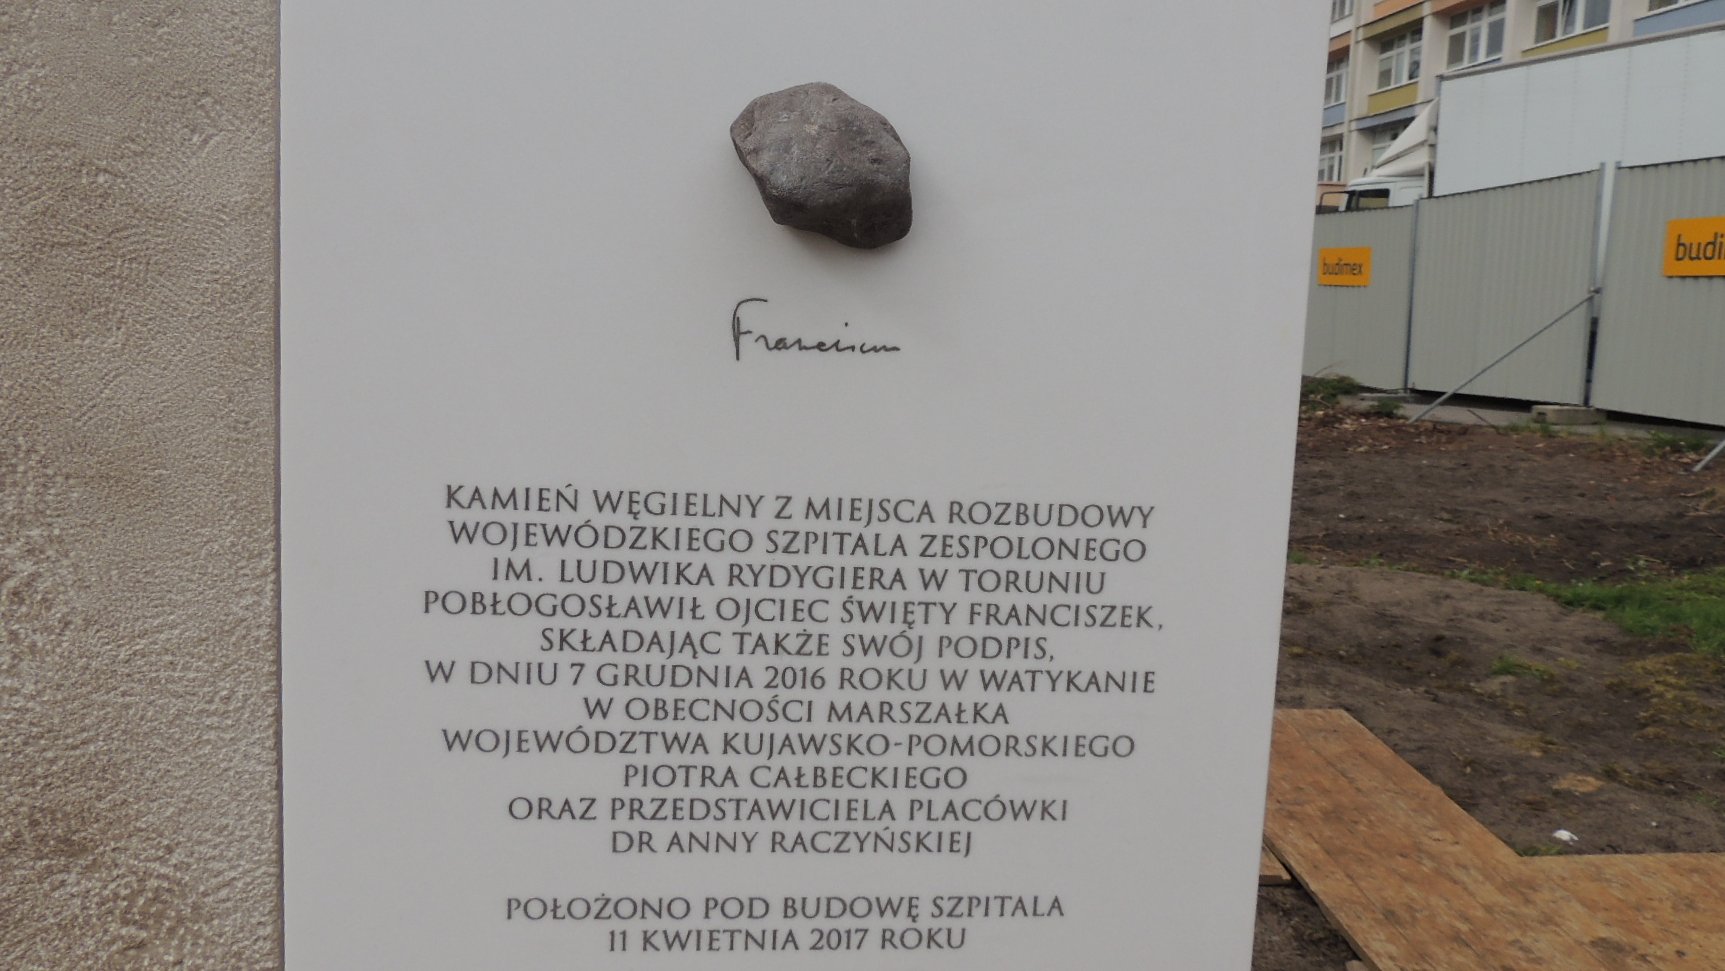 Franciscus
KAMIEŃ WĘGIELNY Z MIEJSCA ROZBUDOWY
WOJEWÓDZKIEGO SZPITALA ZESPOLONEGO
IM. LUDWIKA RYDYGIERA W TORUNIU
POBŁOGOSŁAWIŁ OJCIEC ŚWIĘTY FRANCISZEK,
SKŁADAJĄC TAKŻE SWÓJ PODPIS,
W DNIU 7 GRUDNIA 2016 ROKU W WATYKANIE
W OBECNOŚCI MARSZAŁKA
WOJEWÓDZTWA KUJAWSKO-POMORSKIEGO
PIOTRA CAŁBECKIEGO
ORAZ PRZEDSTAWICIELA PLACÓWKI
DR ANNY RACZYŃSKIEJ
POŁOŻONO POD BUDOWĘ SZPITALA
11 KWIETNIA 2017 ROKU
budimex
budi